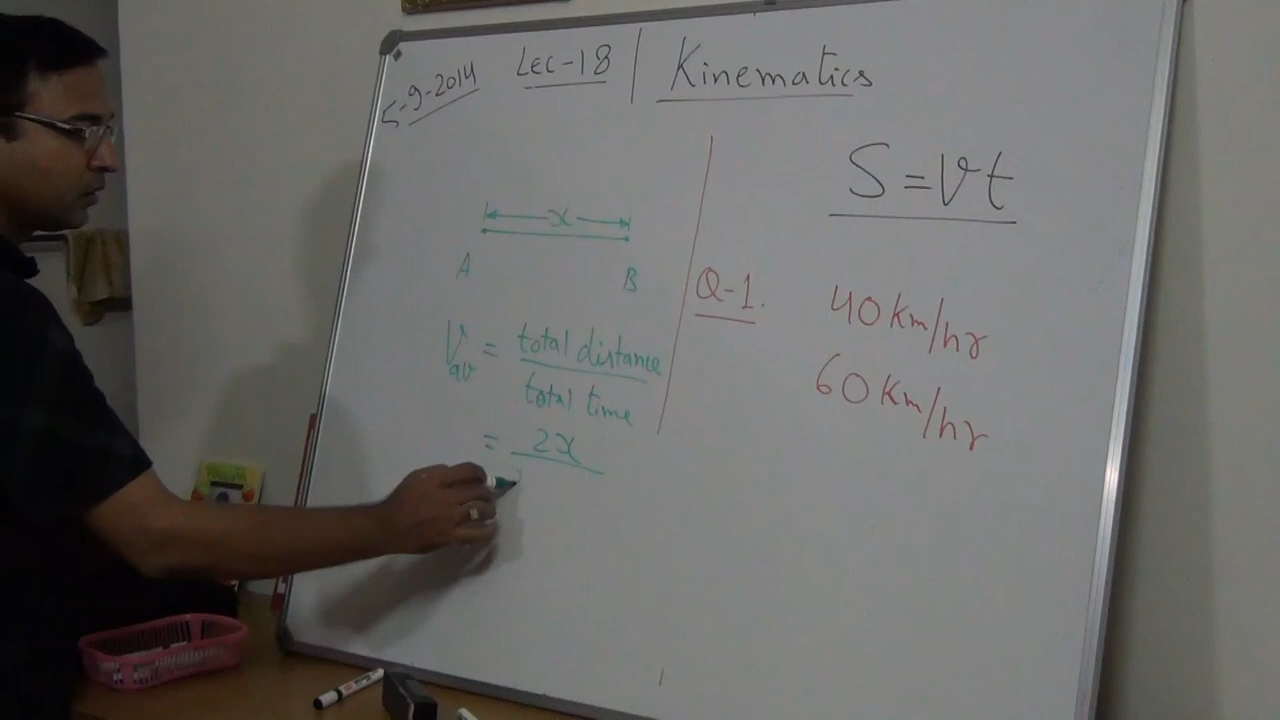 5-9-2014 Lec-18 | Kinematics
S=vt
x
A B
Q-1. 40 Km/hr
60 Km/hr
Vav = total distance
total time
= 2x